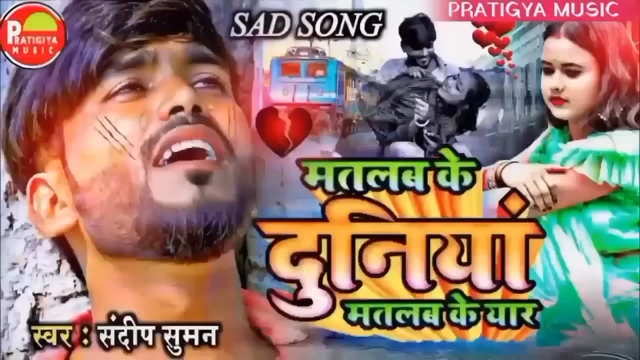 PRATIGYA
MUSIC
SAD SONG
PRATIGYA MUSIC
मतलब के
दुनियां
मतलब के यार
स्वर : संदीप सुमन